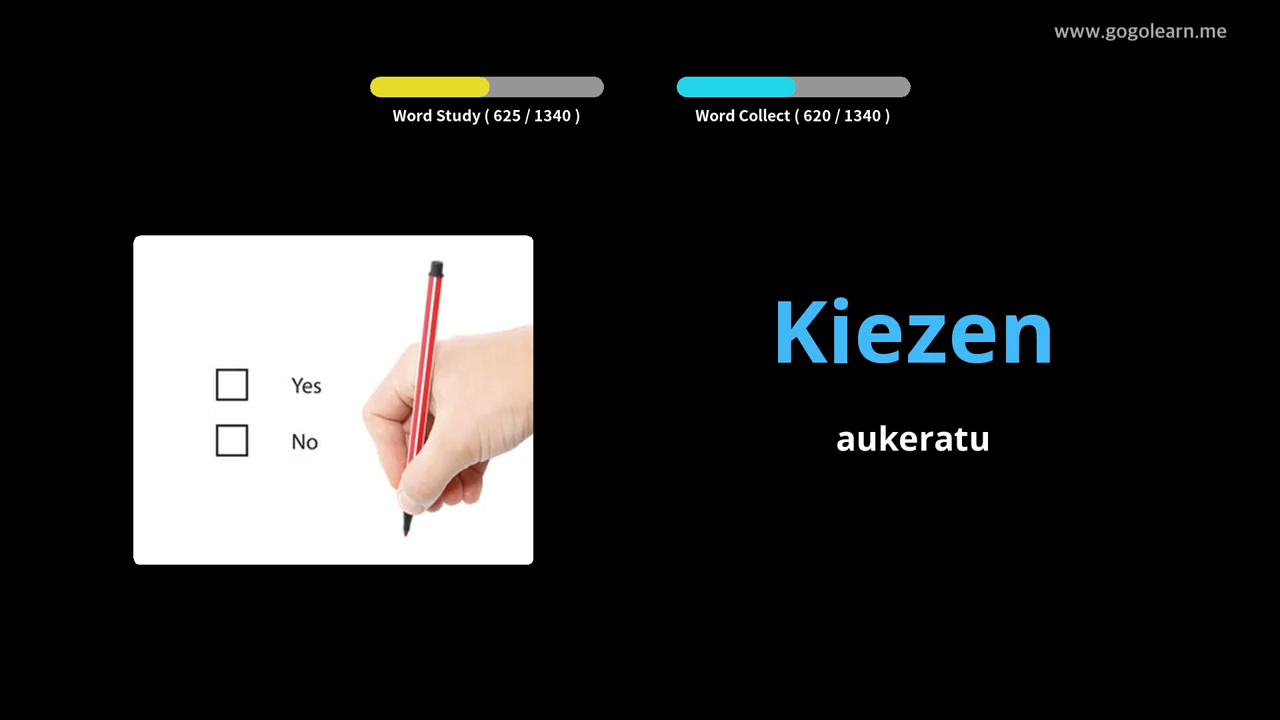 www.gogolearn.me
Word Study ( 625 / 1340 )
Word Collect ( 620 / 1340 )
Yes
No
Kiezen
aukeratu